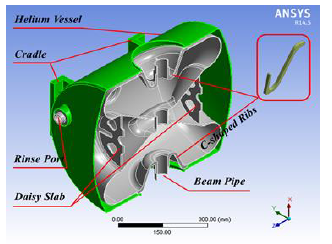 Helium Vessel
ANSYS
R14.5
Cradle
C-shaped Ribs
Rinse Port
Daisy Slab
Beam Pipe
0.00
300.00 (mm)
150.00
Y
X
Z